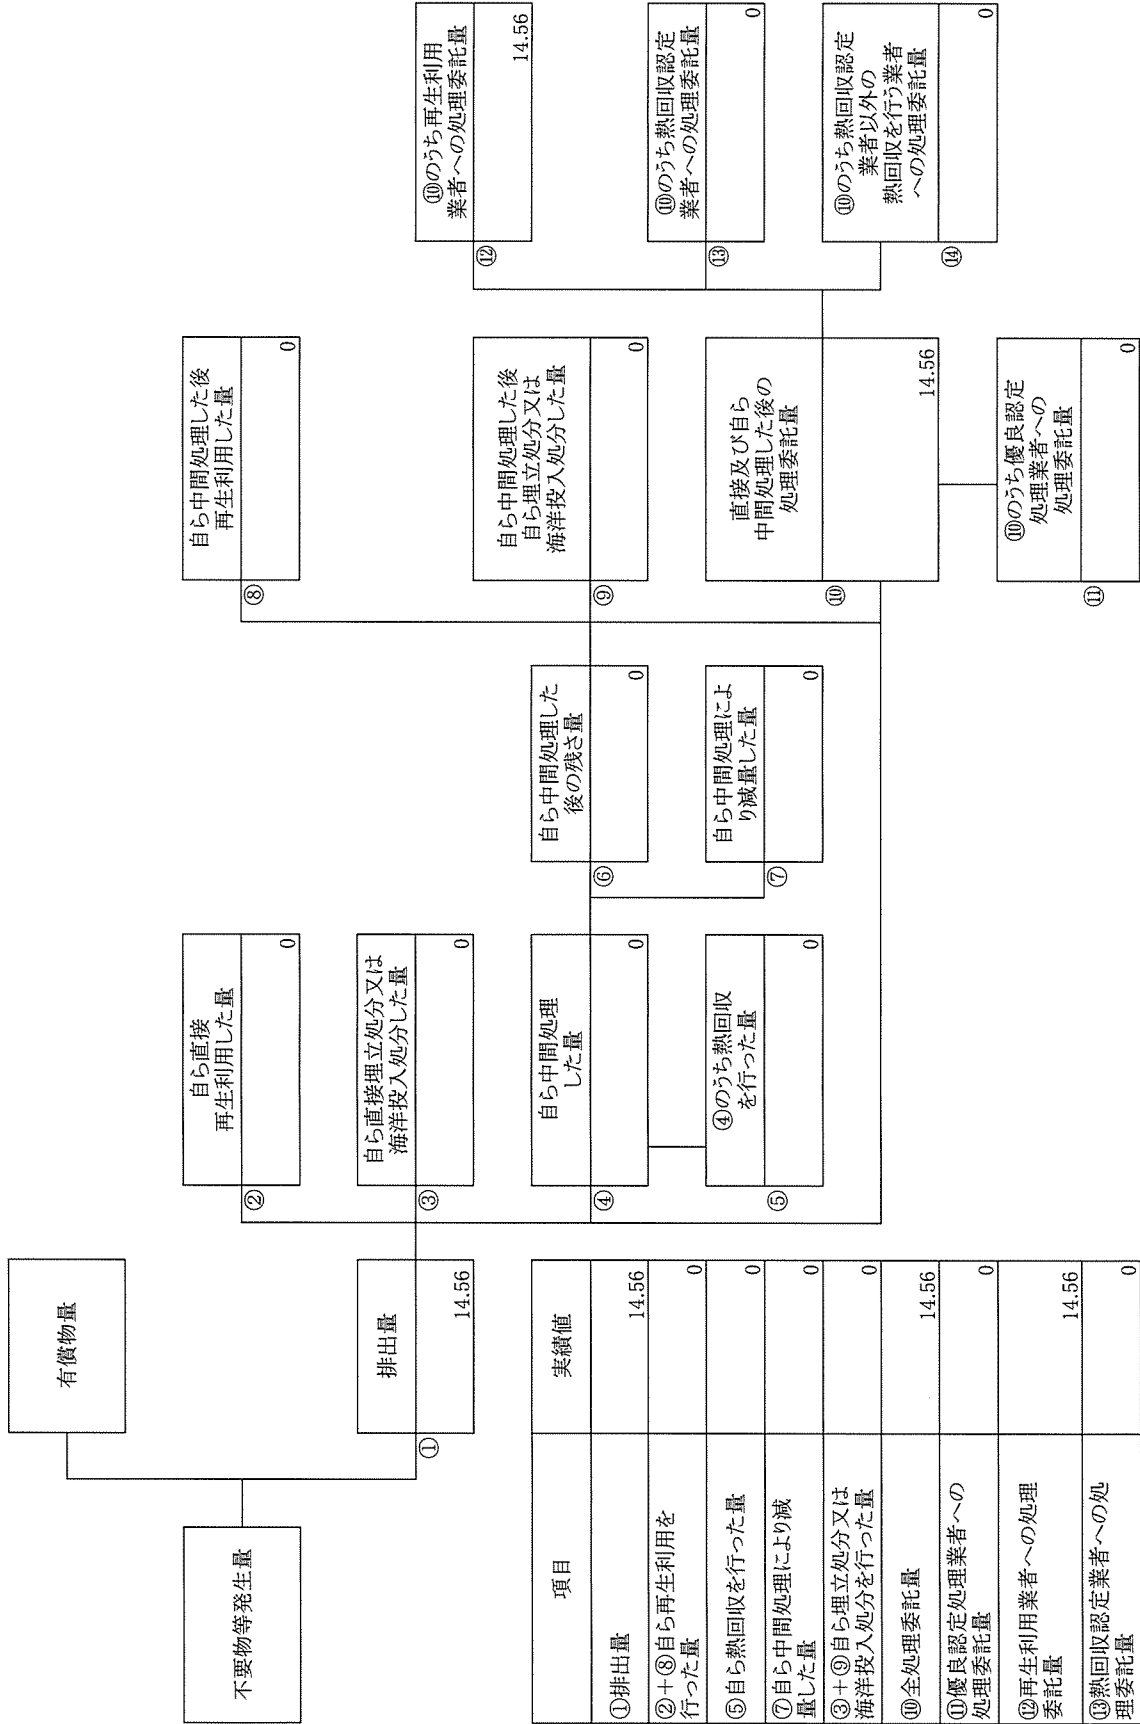 不要物等発生量
有償物量
排出量
①
14.56
自ら直接
再生利用した量
②
0
自ら直接埋立処分又は
海洋投入処分した量
③
0
自ら中間処理
した量
④
0
④のうち熱回収
を行った量
⑤
0
自ら中間処理した
後の残さ量
⑥
0
自ら中間処理によ
り減量した量
⑦
0
自ら中間処理した後
再生利用した量
⑧
0
自ら中間処理した後
自ら埋立処分又は
海洋投入処分した量
⑨
0
直接及び自ら
中間処理した後の
処理委託量
⑩
14.56
⑩のうち優良認定
処理業者への
処理委託量
⑪
0
⑩のうち再生利用
業者への処理委託量
⑫
14.56
⑩のうち熱回収認定
業者への処理委託量
⑬
0
⑩のうち熱回収認定
業者以外の
熱回収を行う業者
への処理委託量
⑭
0
項目 実績値
①排出量 14.56
②+⑧自ら再生利用を
行った量 0
⑤自ら熱回収を行った量 0
⑦自ら中間処理により減
量した量 0
③+⑨自ら埋立処分又は
海洋投入処分を行った量 0
⑩全処理委託量 14.56
⑪優良認定処理業者への
処理委託量 0
⑫再生利用業者への処理
委託量 14.56
⑬熱回収認定業者への処
理委託量 0